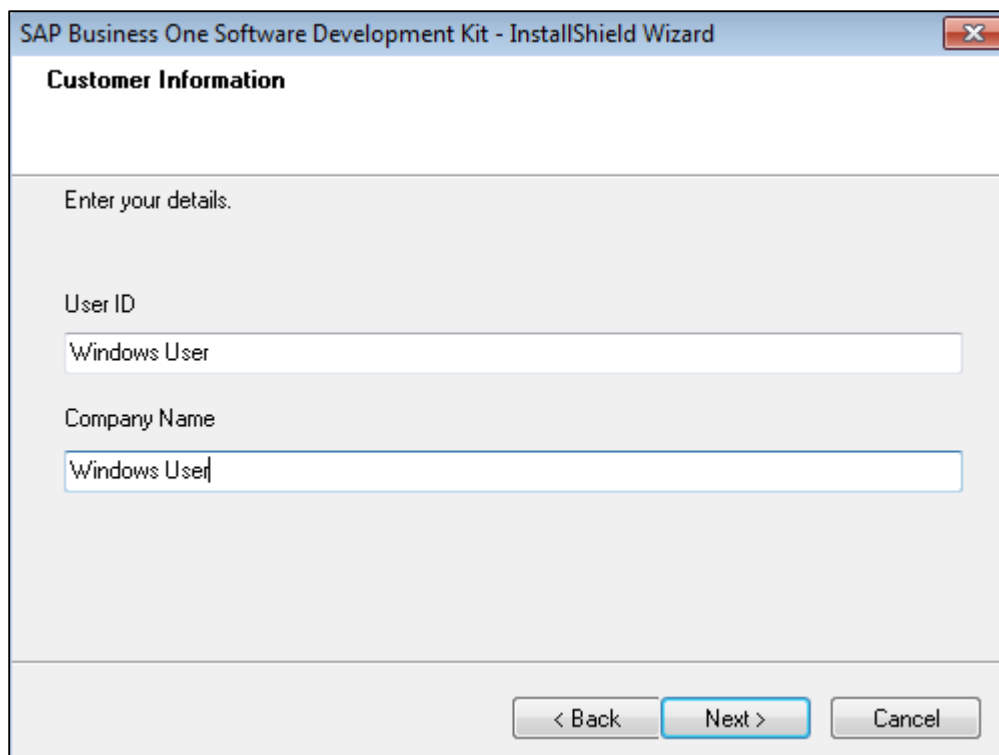 SAP Business One Software Development Kit - InstallShield Wizard
Customer Information
Enter your details.
User ID
Windows User
Company Name
Windows User
< Back Next > Cancel